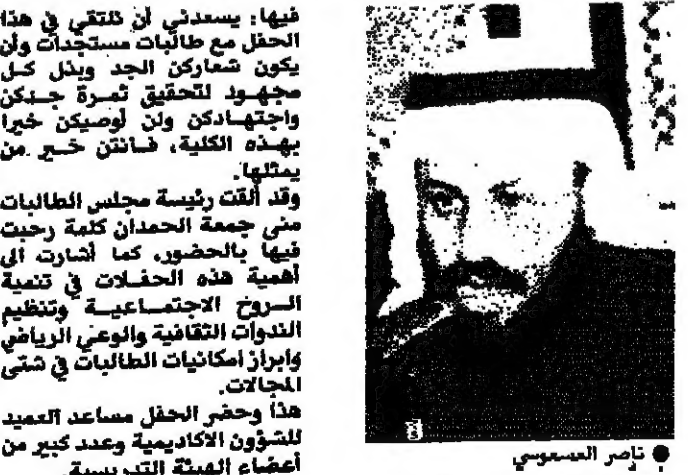 فيها: يسعدني أن نلتقي في هذا
الحفل مع طالبات مستجدات وأن
يكون شعاركن الجد وبذل كل
مجهود لتحقيق ثمرة جدكن
واجتهادكن ولن أوصيكن خيرا
بهذه الكلية، فانتن خير من
يمثلها.
وقد ألقت رئيسة مجلس الطالبات
منى جمعة الحمدان كلمة رحبت
فيها بالحضور، كما أشارت الى
أهمية هذه الحفلات في تنمية
الروح الاجتماعية وتنظيم
الندوات الثقافية والوعي الرياضي
وابراز امكانيات الطالبات في شتى
المجالات.
هذا وحضر الحفل مساعد العميد
للشؤون الاكاديمية وعدد كبير من
أعضاء الهيئة التدريسية.
● ناصر العسعوسي